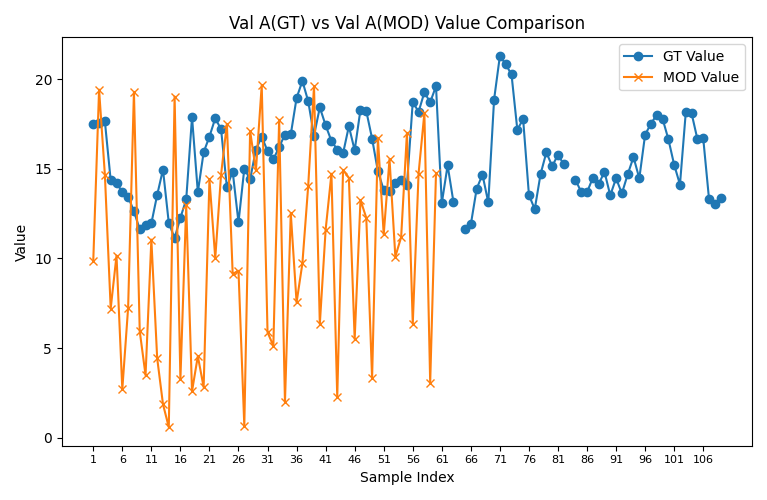 Val A(GT) vs Val A(MOD) Value Comparison
GT Value
MOD Value
20
15
10
5
0
Value
1 6 11 16 21 26 31 36 41 46 51 56 61 66 71 76 81 86 91 96 101 106
Sample Index